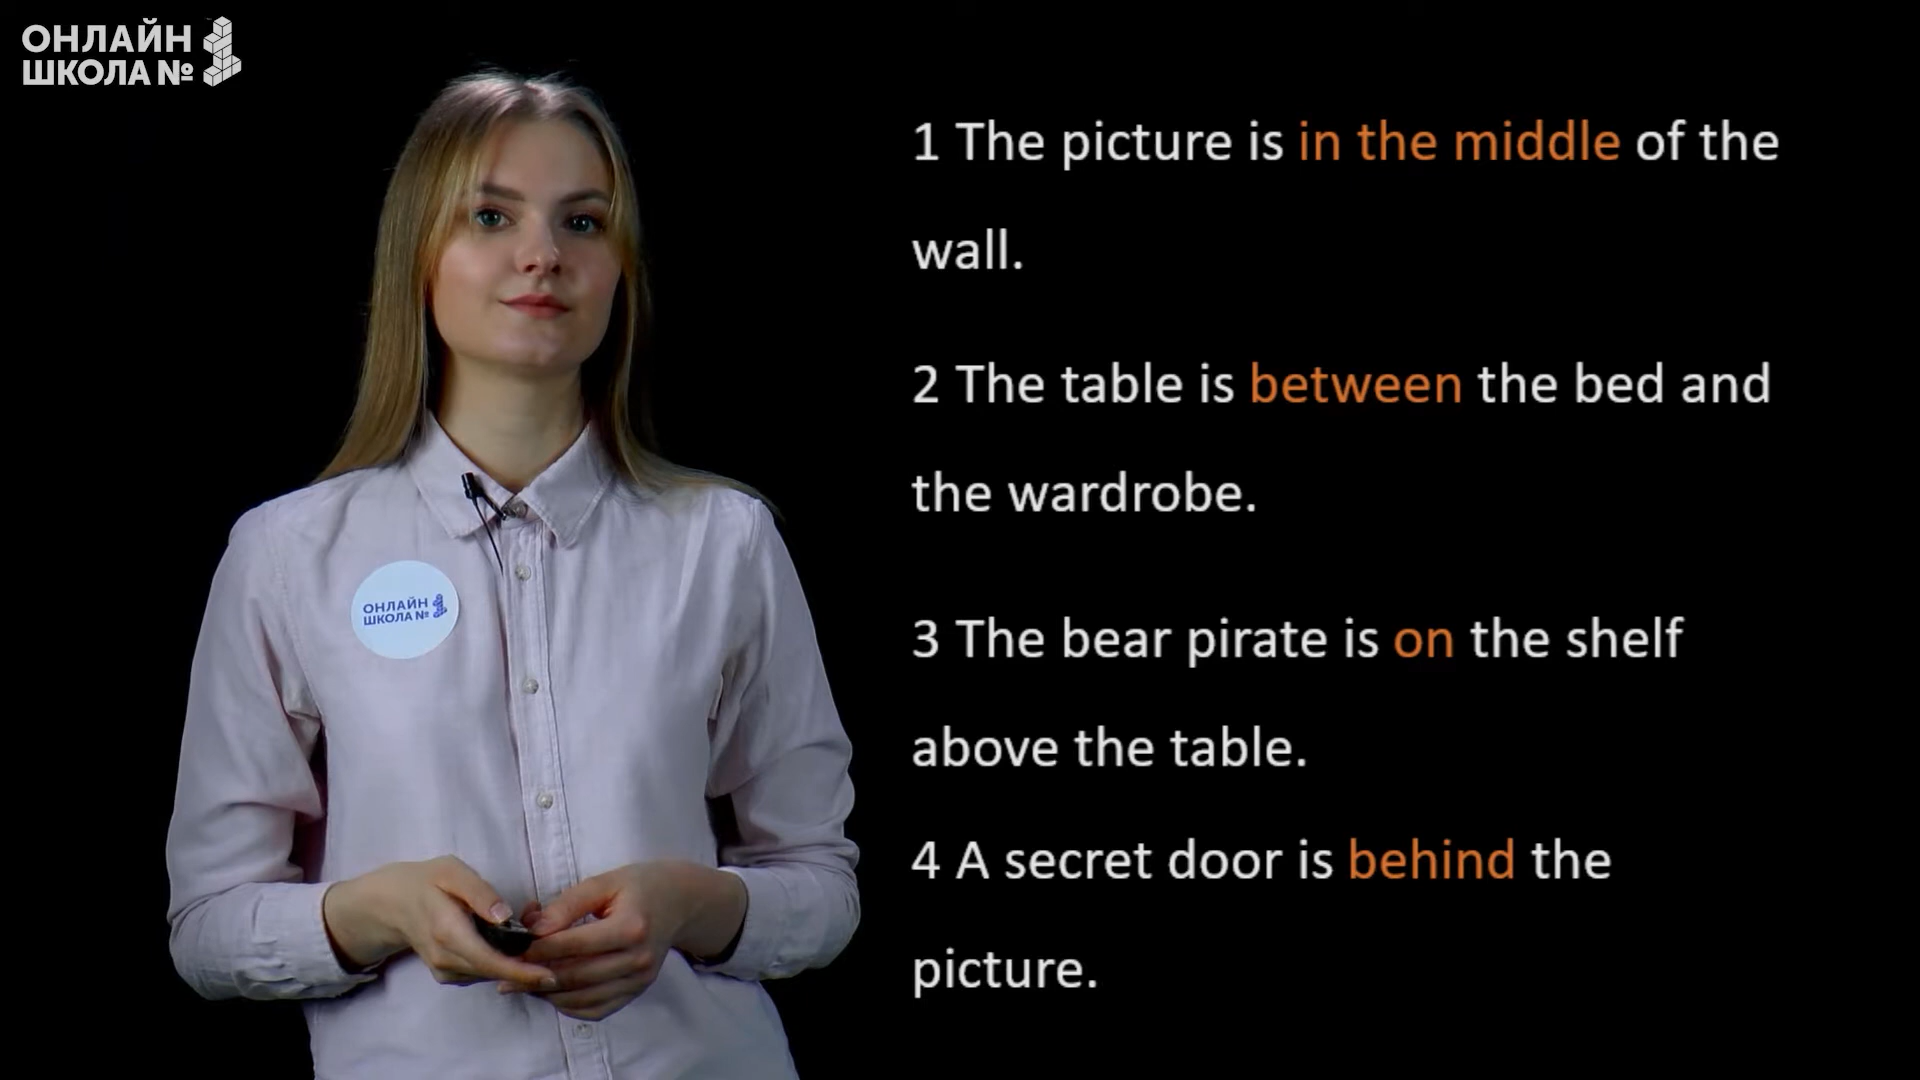 ОНЛАЙН
ШКОЛА №
1 The picture is in the middle of the
wall.
2 The table is between the bed and
the wardrobe.
3 The bear pirate is on the shelf
above the table.
4 A secret door is behind the
picture.
ОНЛАЙН
ШКОЛА №